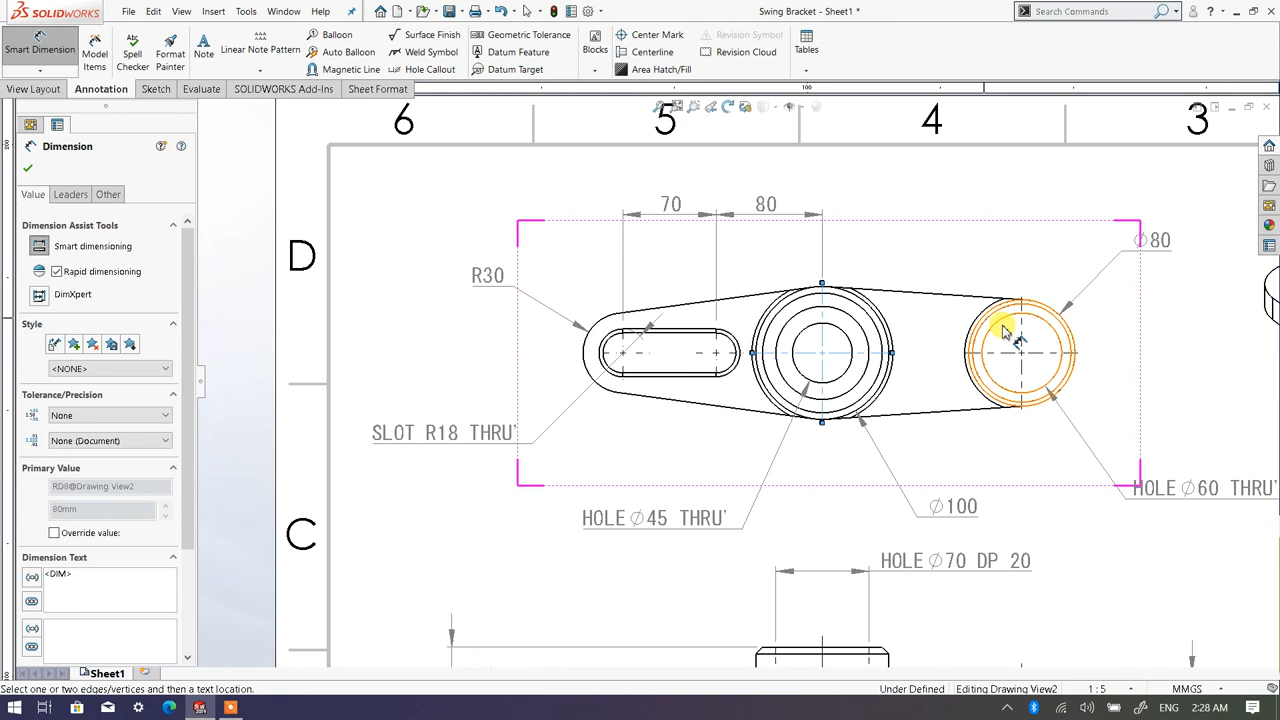 SOLIDWORKS
File Edit View Insert Tools Window Help
Swing Bracket - Sheet1 *
Search Commands
Smart Dimension
Model Items
Spell Checker
Format Painter
Note
Linear Note Pattern
Balloon
Auto Balloon
Magnetic Line
Surface Finish
Weld Symbol
Hole Callout
Geometric Tolerance
Datum Feature
Datum Target
Blocks
Center Mark
Centerline
Area Hatch/Fill
Revision Symbol
Revision Cloud
Tables
View Layout Annotation Sketch Evaluate SOLIDWORKS Add-Ins Sheet Format
100
6 5 4 3
Dimension
Value Leaders Other
Dimension Assist Tools
Smart dimensioning
Rapid dimensioning
DimXpert
Style
<NONE>
Tolerance/Precision
None
None (Document)
Primary Value
RD8@Drawing View2
80mm
Override value:
Dimension Text
<DIM>
D
C
70 80
∅80
R30
SLOT R18 THRU'
HOLE ∅45 THRU'
∅100
HOLE ∅60 THRU'
HOLE ∅70 DP 20
Sheet1
Select one or two edges/vertices and then a text location.
Under Defined Editing Drawing View2 1:5 MMGS
ENG 2:28 AM